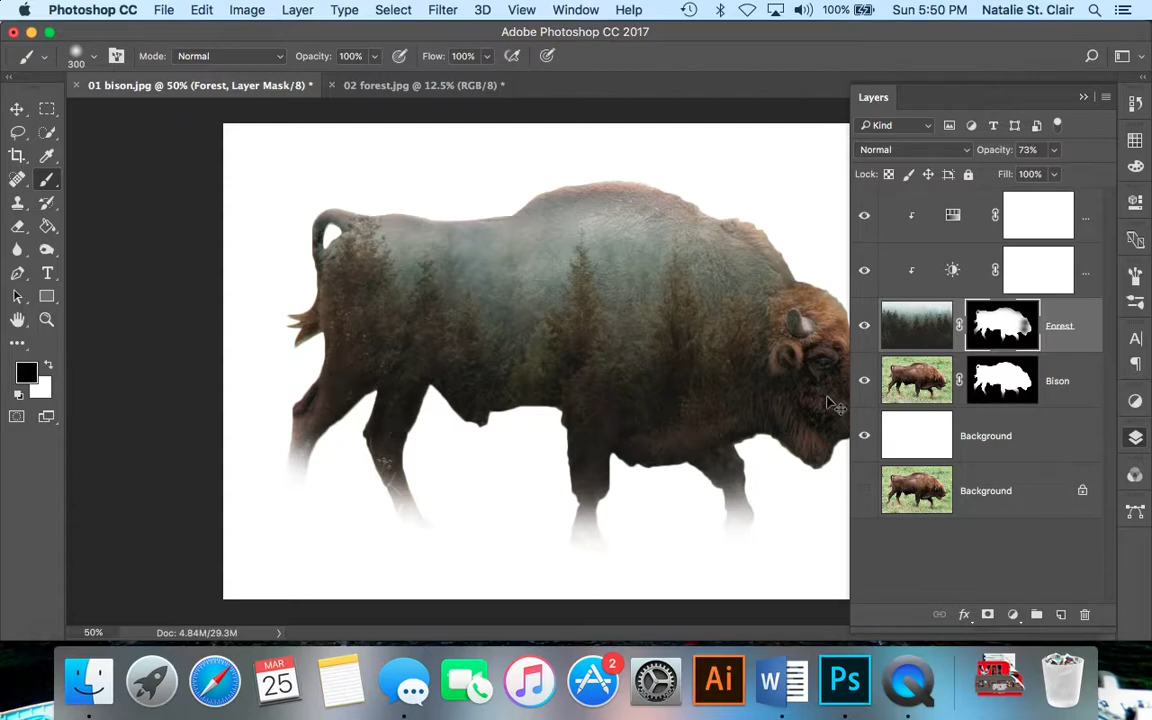 Photoshop CC File Edit Image Layer Type Select Filter 3D View Window Help 100% Sun 5:50 PM Natalie St. Clair
Adobe Photoshop CC 2017
300 Mode: Normal Opacity: 100% Flow: 100%
01 bison.jpg @ 50% (Forest, Layer Mask/8) * 02 forest.jpg @ 12.5% (RGB/8) *
Layers
Kind
Normal Opacity: 73%
Lock: Fill: 100%
...
...
Forest
Bison
Background
Background
50% Doc: 4.84M/29.3M
MAR
25
2
Ai
W
Ps